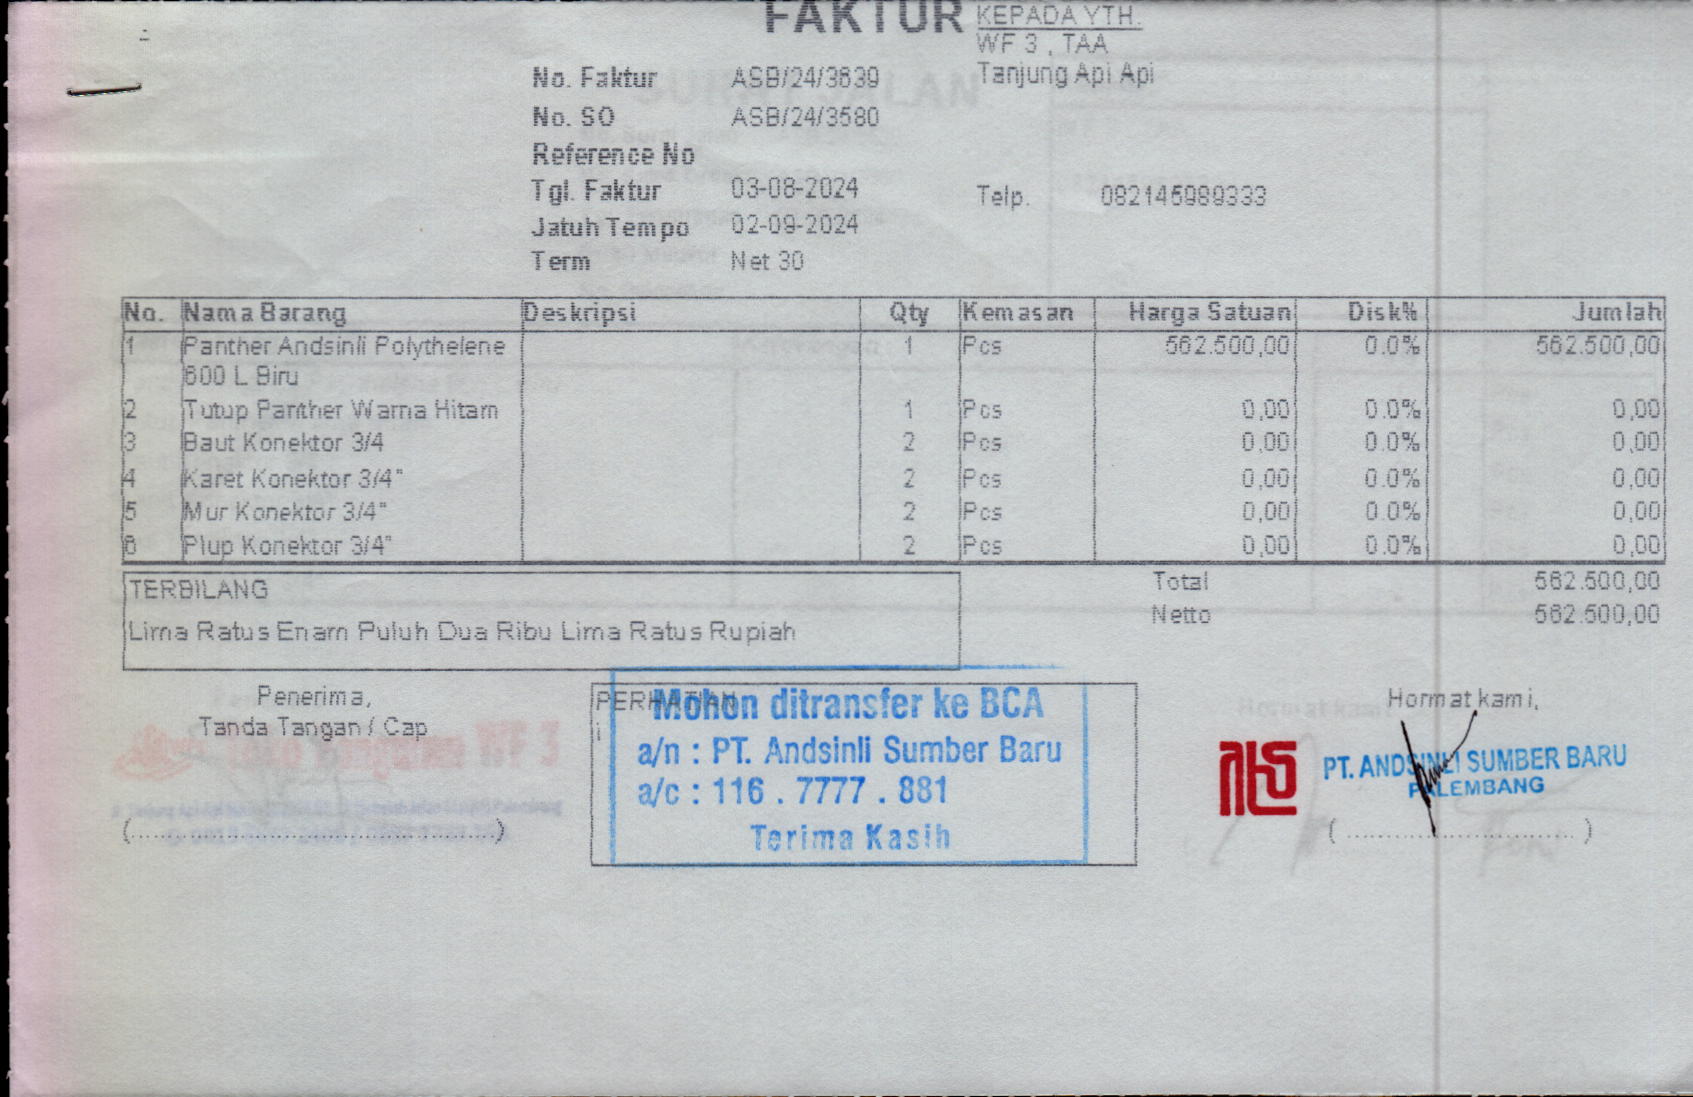 FAKTUR
KEPADA YTH.
WF 3 , TAA
Tanjung Api Api
No. Faktur ASB/24/3639
No. SO ASB/24/3580
Reference No
Tgl. Faktur 03-08-2024
Telp. 082145989333
Jatuh Tempo 02-09-2024
Term Net 30
No. Nama Barang Deskripsi Qty Kemasan Harga Satuan Disk% Jumlah
1 Panther Andsinli Polythelene 1 Pcs 562.500,00 0.0% 562.500,00
600 L Biru
2 Tutup Panther Warna Hitam 1 Pcs 0,00 0.0% 0,00
3 Baut Konektor 3/4 2 Pcs 0,00 0.0% 0,00
4 Karet Konektor 3/4" 2 Pcs 0,00 0.0% 0,00
5 Mur Konektor 3/4" 2 Pcs 0,00 0.0% 0,00
6 Plup Konektor 3/4" 2 Pcs 0,00 0.0% 0,00
TERBILANG
Lima Ratus Enam Puluh Dua Ribu Lima Ratus Rupiah
Total 562.500,00
Netto 562.500,00
Penerima,
Tanda Tangan / Cap
(........................................)
PERHATIAN
Mohon ditransfer ke BCA
a/n : PT. Andsinli Sumber Baru
a/c : 116 . 7777 . 881
Terima Kasih
Hormat kami,
PT. ANDSINLI SUMBER BARU
PALEMBANG
( ............................ )